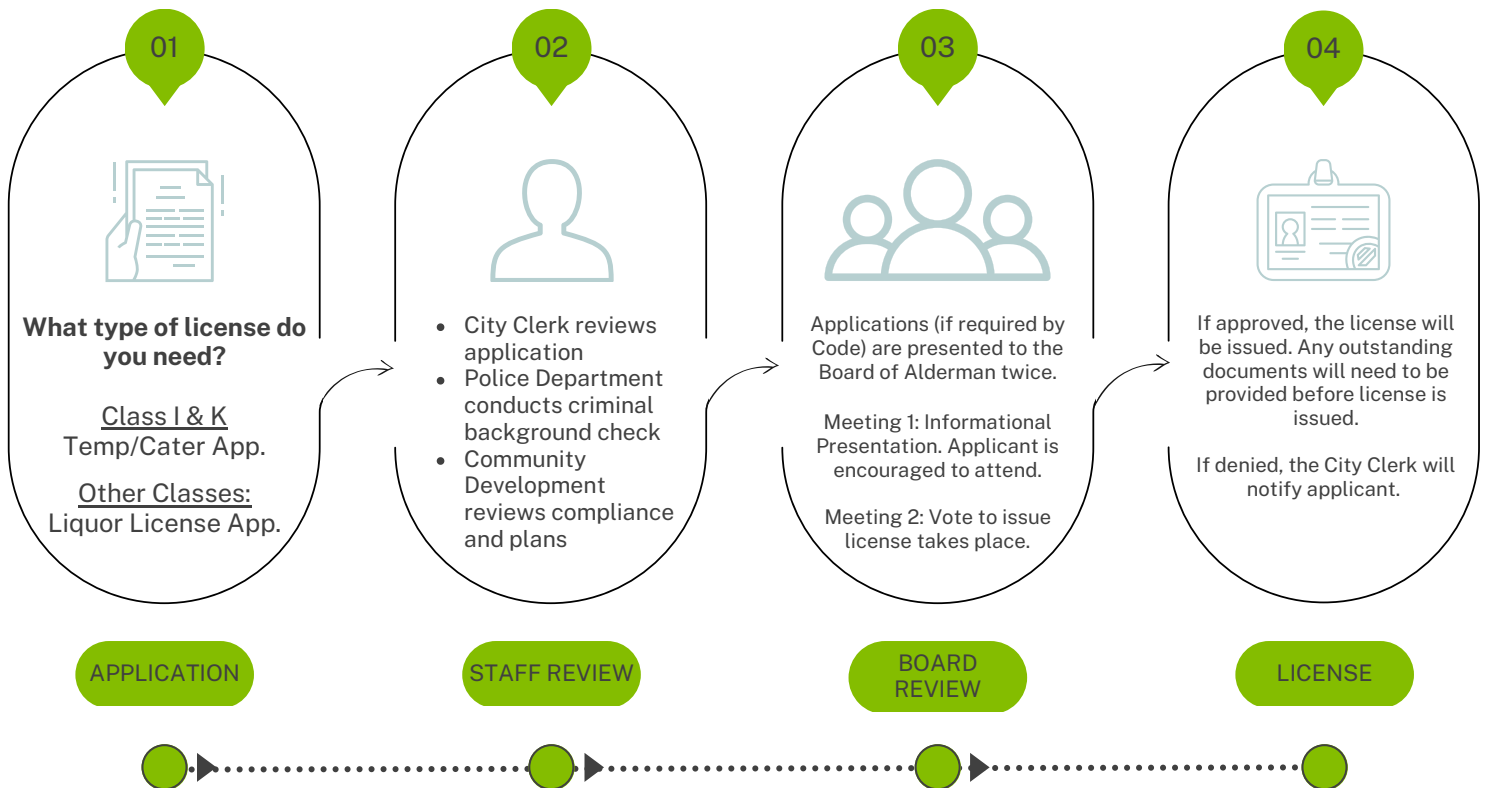 01
What type of license do
you need?
Class I & K
Temp/Cater App.
Other Classes:
Liquor License App.
APPLICATION
02
• City Clerk reviews
application
• Police Department
conducts criminal
background check
• Community
Development
reviews compliance
and plans
STAFF REVIEW
03
Applications (if required by
Code) are presented to the
Board of Alderman twice.
Meeting 1: Informational
Presentation. Applicant is
encouraged to attend.
Meeting 2: Vote to issue
license takes place.
BOARD
REVIEW
04
If approved, the license will
be issued. Any outstanding
documents will need to be
provided before license is
issued.
If denied, the City Clerk will
notify applicant.
LICENSE